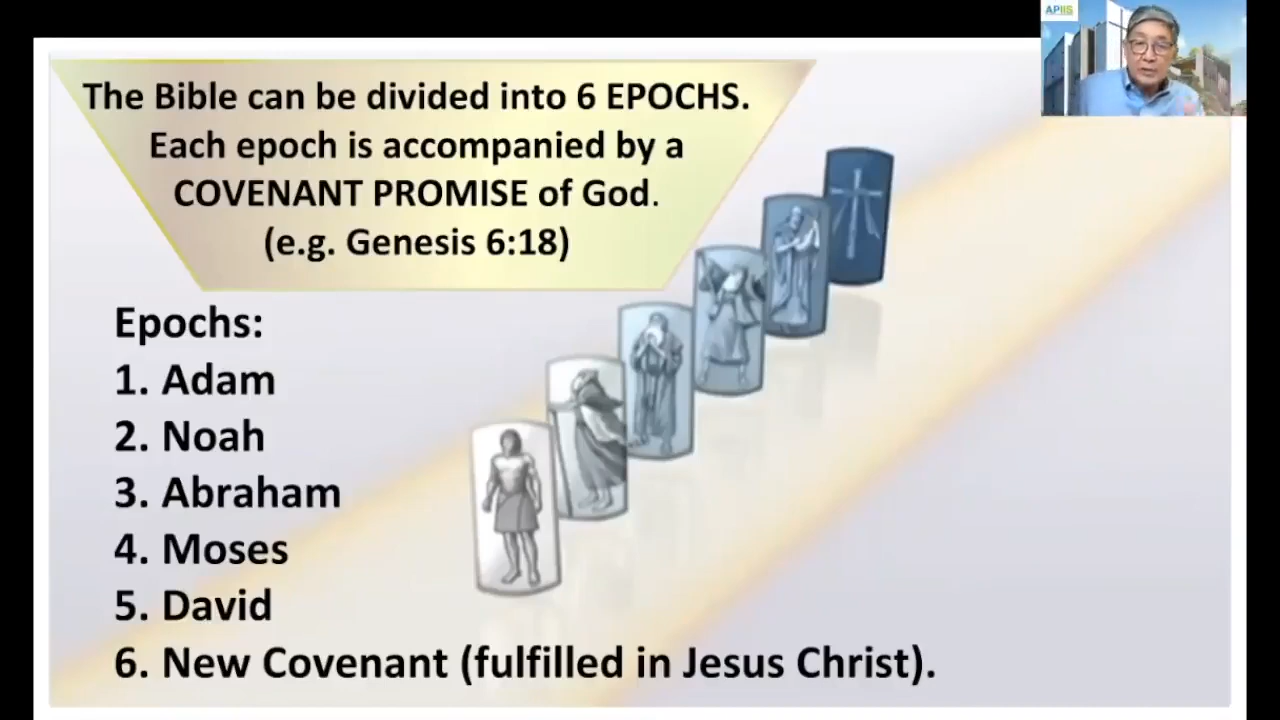 The Bible can be divided into 6 EPOCHS.
Each epoch is accompanied by a
COVENANT PROMISE of God.
(e.g. Genesis 6:18)
Epochs:
1. Adam
2. Noah
3. Abraham
4. Moses
5. David
6. New Covenant (fulfilled in Jesus Christ).
APIIS